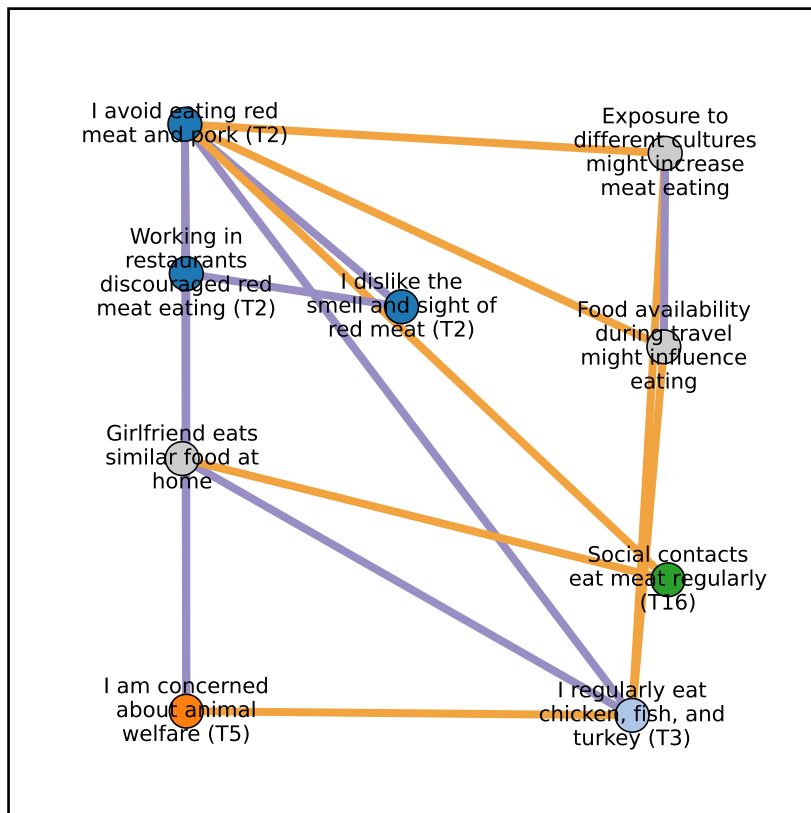 I avoid eating red
meat and pork (T2)
Exposure to
different cultures
might increase
meat eating
Working in
restaurants
discouraged red
meat eating (T2)
I dislike the
smell and sight of
red meat (T2)
Food availability
during travel
might influence
eating
Girlfriend eats
similar food at
home
Social contacts
eat meat regularly
(T16)
I am concerned
about animal
welfare (T5)
I regularly eat
chicken, fish, and
turkey (T3)